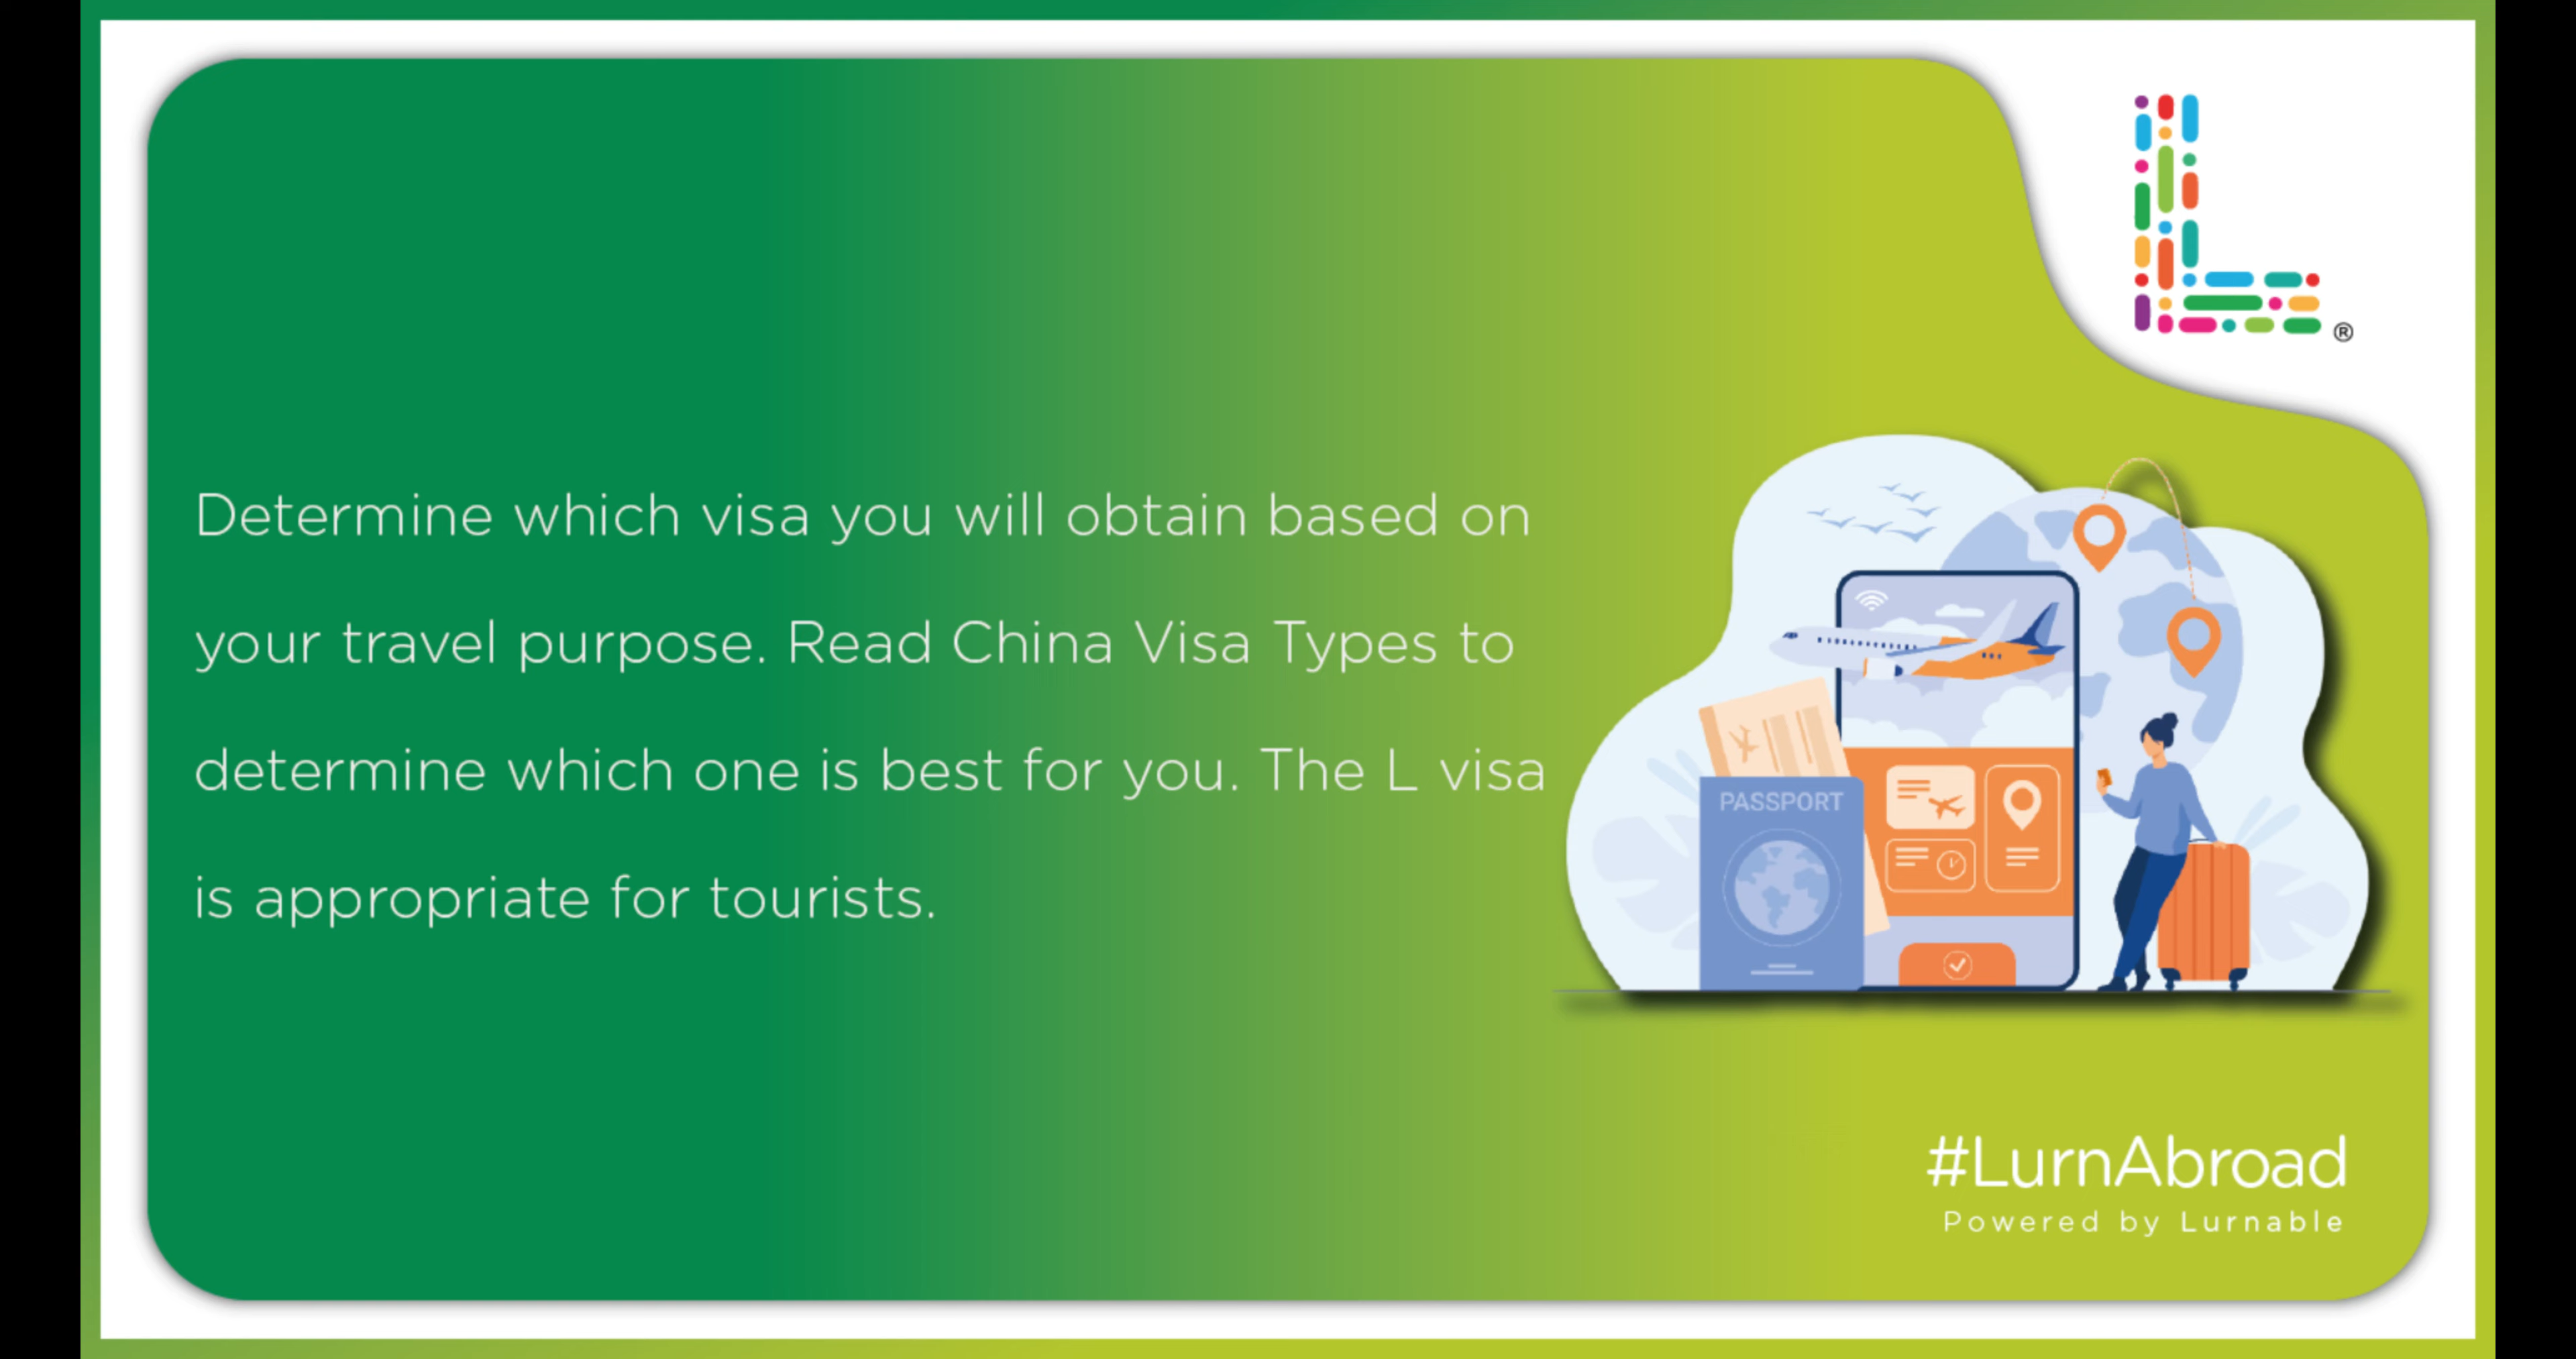 Determine which visa you will obtain based on
your travel purpose. Read China Visa Types to
determine which one is best for you. The L visa
is appropriate for tourists.
®
PASSPORT
#LurnAbroad
Powered by Lurnable